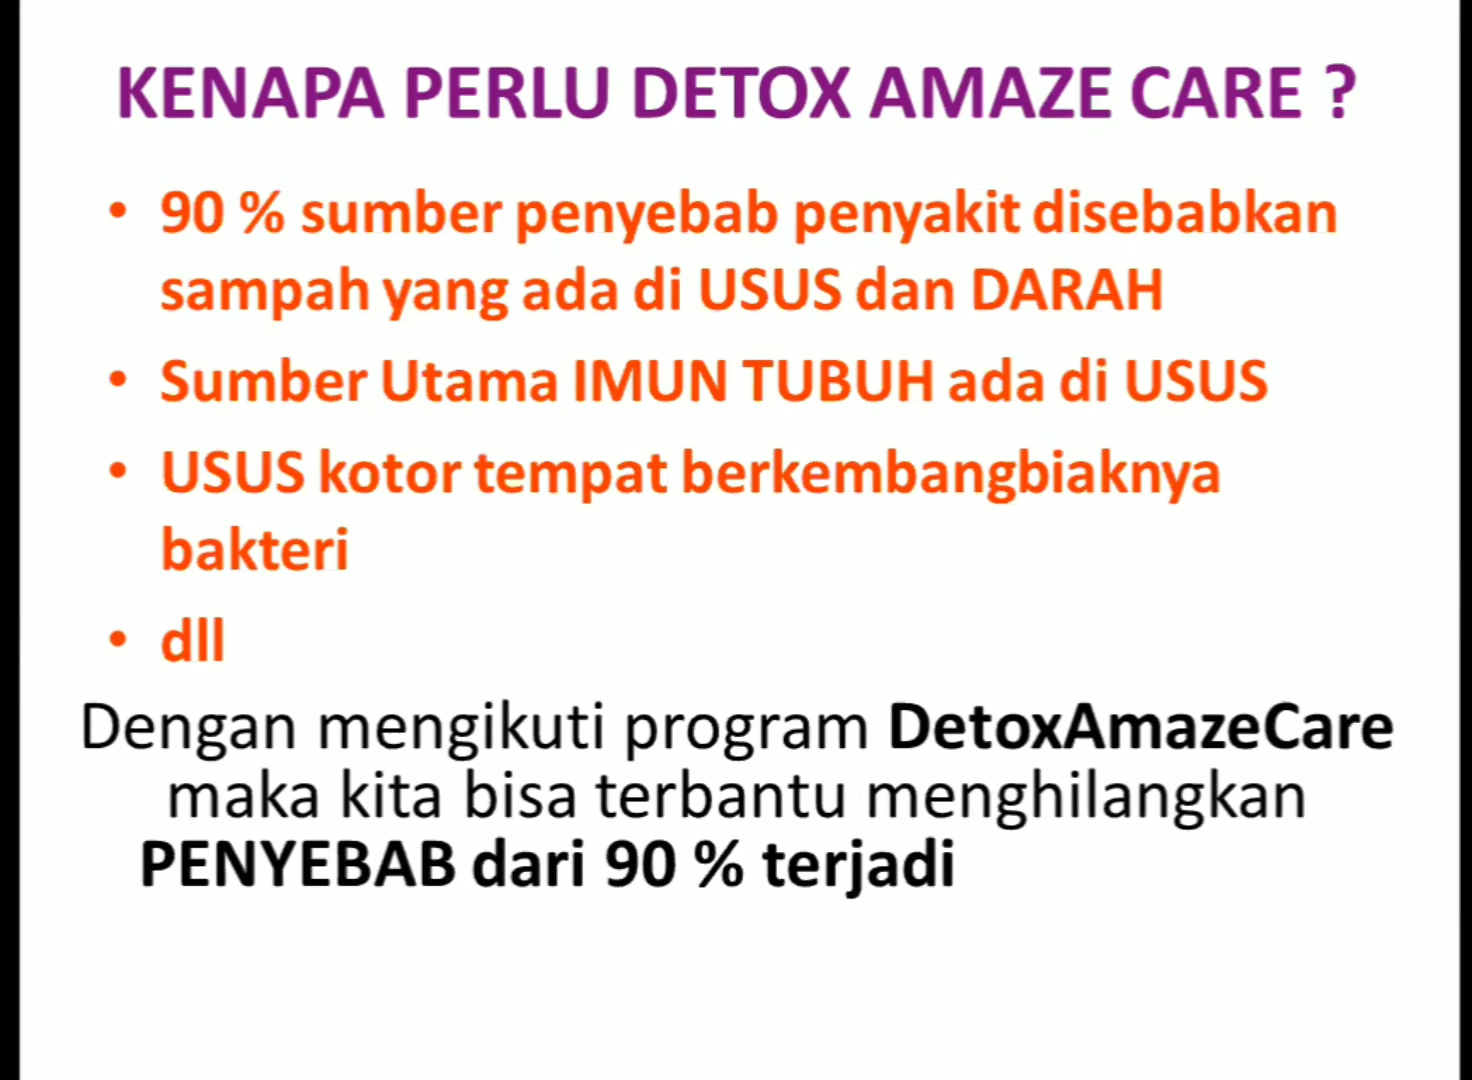 KENAPA PERLU DETOX AMAZE CARE ?
• 90 % sumber penyebab penyakit disebabkan
sampah yang ada di USUS dan DARAH
• Sumber Utama IMUN TUBUH ada di USUS
• USUS kotor tempat berkembangbiaknya
bakteri
• dll
Dengan mengikuti program DetoxAmazeCare
maka kita bisa terbantu menghilangkan
PENYEBAB dari 90 % terjadi